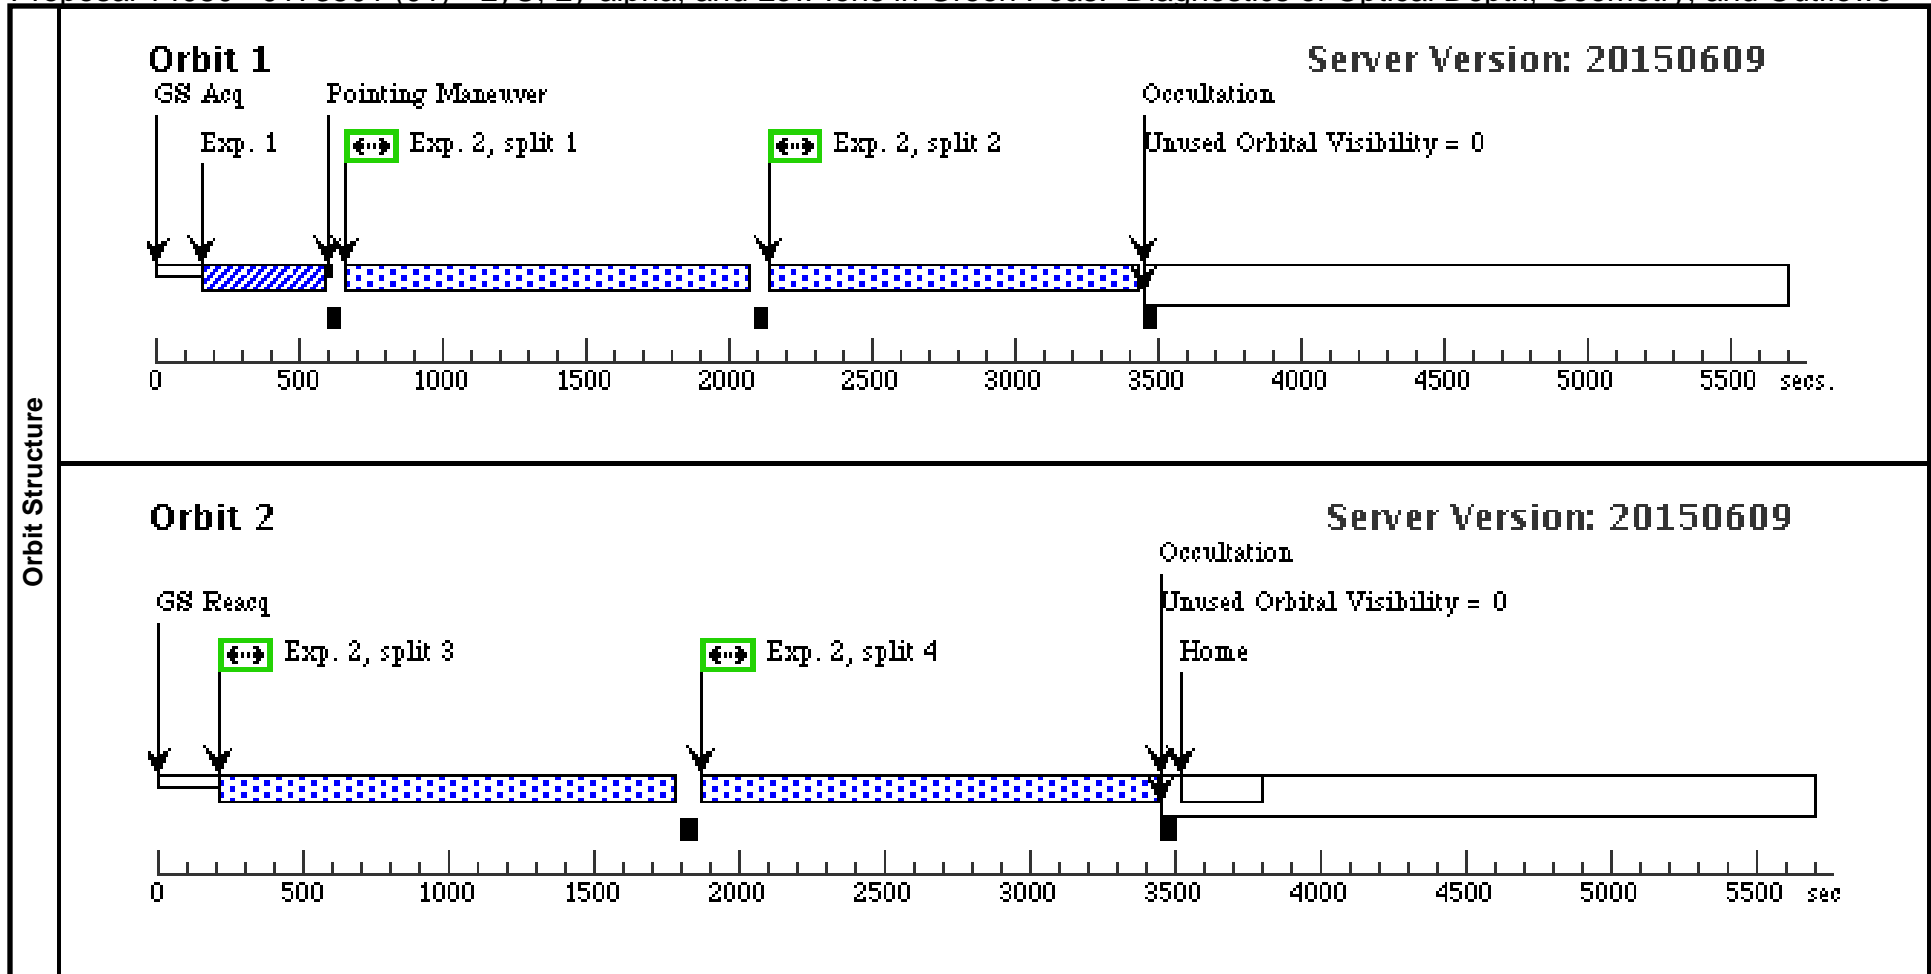 Orbit Structure
Orbit 1
Server Version: 20150609
GS Acq
Pointing Maneuver
Occultation
Exp. 1
Exp. 2, split 1
Exp. 2, split 2
Unused Orbital Visibility = 0
0 500 1000 1500 2000 2500 3000 3500 4000 4500 5000 5500 secs.
Orbit 2
Server Version: 20150609
Occultation
GS Reacq
Unused Orbital Visibility = 0
Exp. 2, split 3
Exp. 2, split 4
Home
0 500 1000 1500 2000 2500 3000 3500 4000 4500 5000 5500 sec